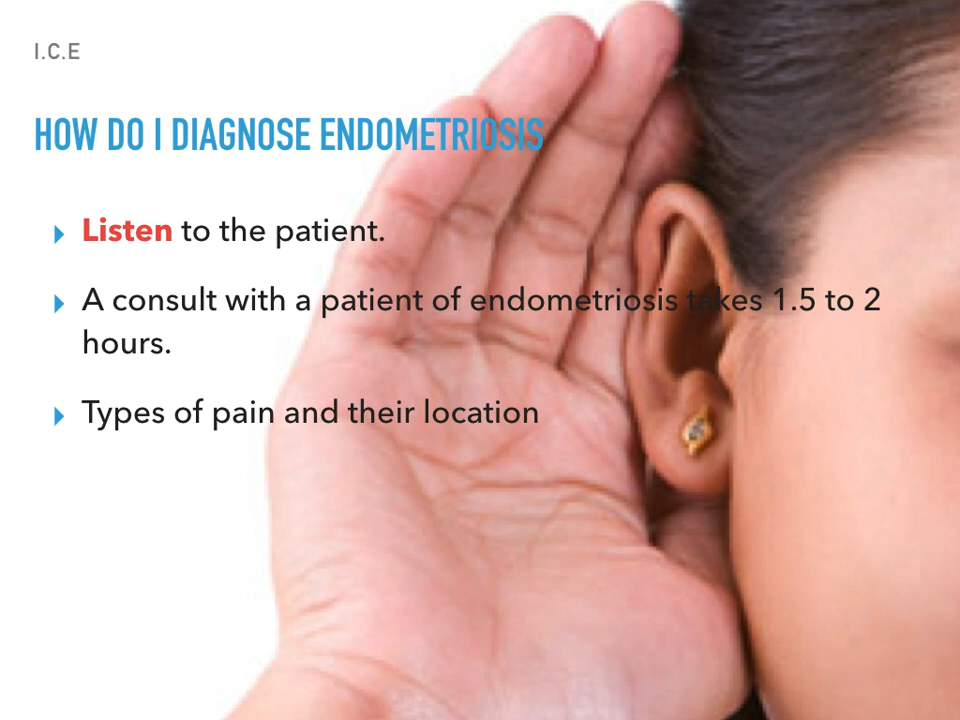 I.C.E
HOW DO I DIAGNOSE ENDOMETRIOSIS
Listen to the patient.
A consult with a patient of endometriosis takes 1.5 to 2
hours.
Types of pain and their location